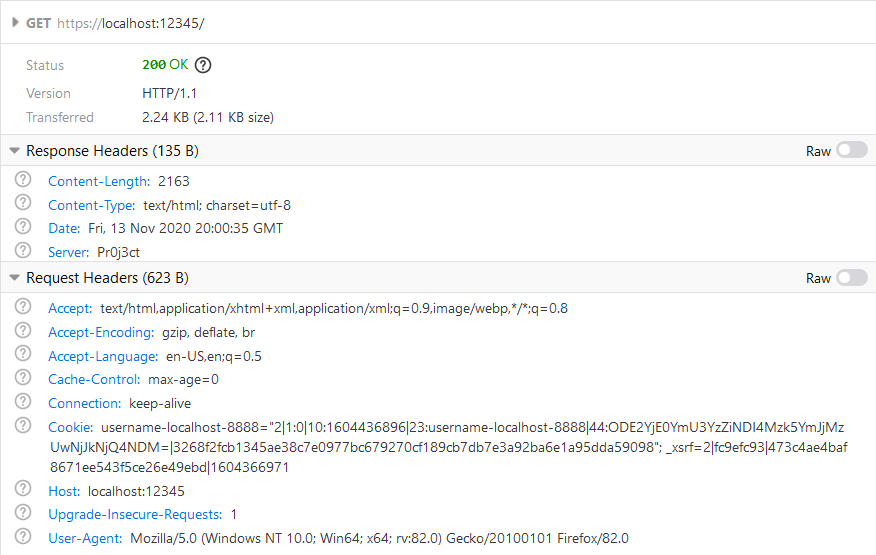 GET https://localhost:12345/
Status 200 OK
Version HTTP/1.1
Transferred 2.24 KB (2.11 KB size)
Response Headers (135 B) Raw
Content-Length: 2163
Content-Type: text/html; charset=utf-8
Date: Fri, 13 Nov 2020 20:00:35 GMT
Server: Pr0j3ct
Request Headers (623 B) Raw
Accept: text/html,application/xhtml+xml,application/xml;q=0.9,image/webp,*/*;q=0.8
Accept-Encoding: gzip, deflate, br
Accept-Language: en-US,en;q=0.5
Cache-Control: max-age=0
Connection: keep-alive
Cookie: username-localhost-8888="2|1:0|10:1604436896|23:username-localhost-8888|44:ODE2YjE0YmU3YzZiNDI4Mzk5YmJjMz
UwNjJkNjQ4NDM=|3268f2fcb1345ae38c7e0977bc679270cf189cb7db7e3a92ba6e1a95dda59098"; _xsrf=2|fc9efc93|473c4ae4baf
8671ee543f5ce26e49ebd|1604366971
Host: localhost:12345
Upgrade-Insecure-Requests: 1
User-Agent: Mozilla/5.0 (Windows NT 10.0; Win64; x64; rv:82.0) Gecko/20100101 Firefox/82.0